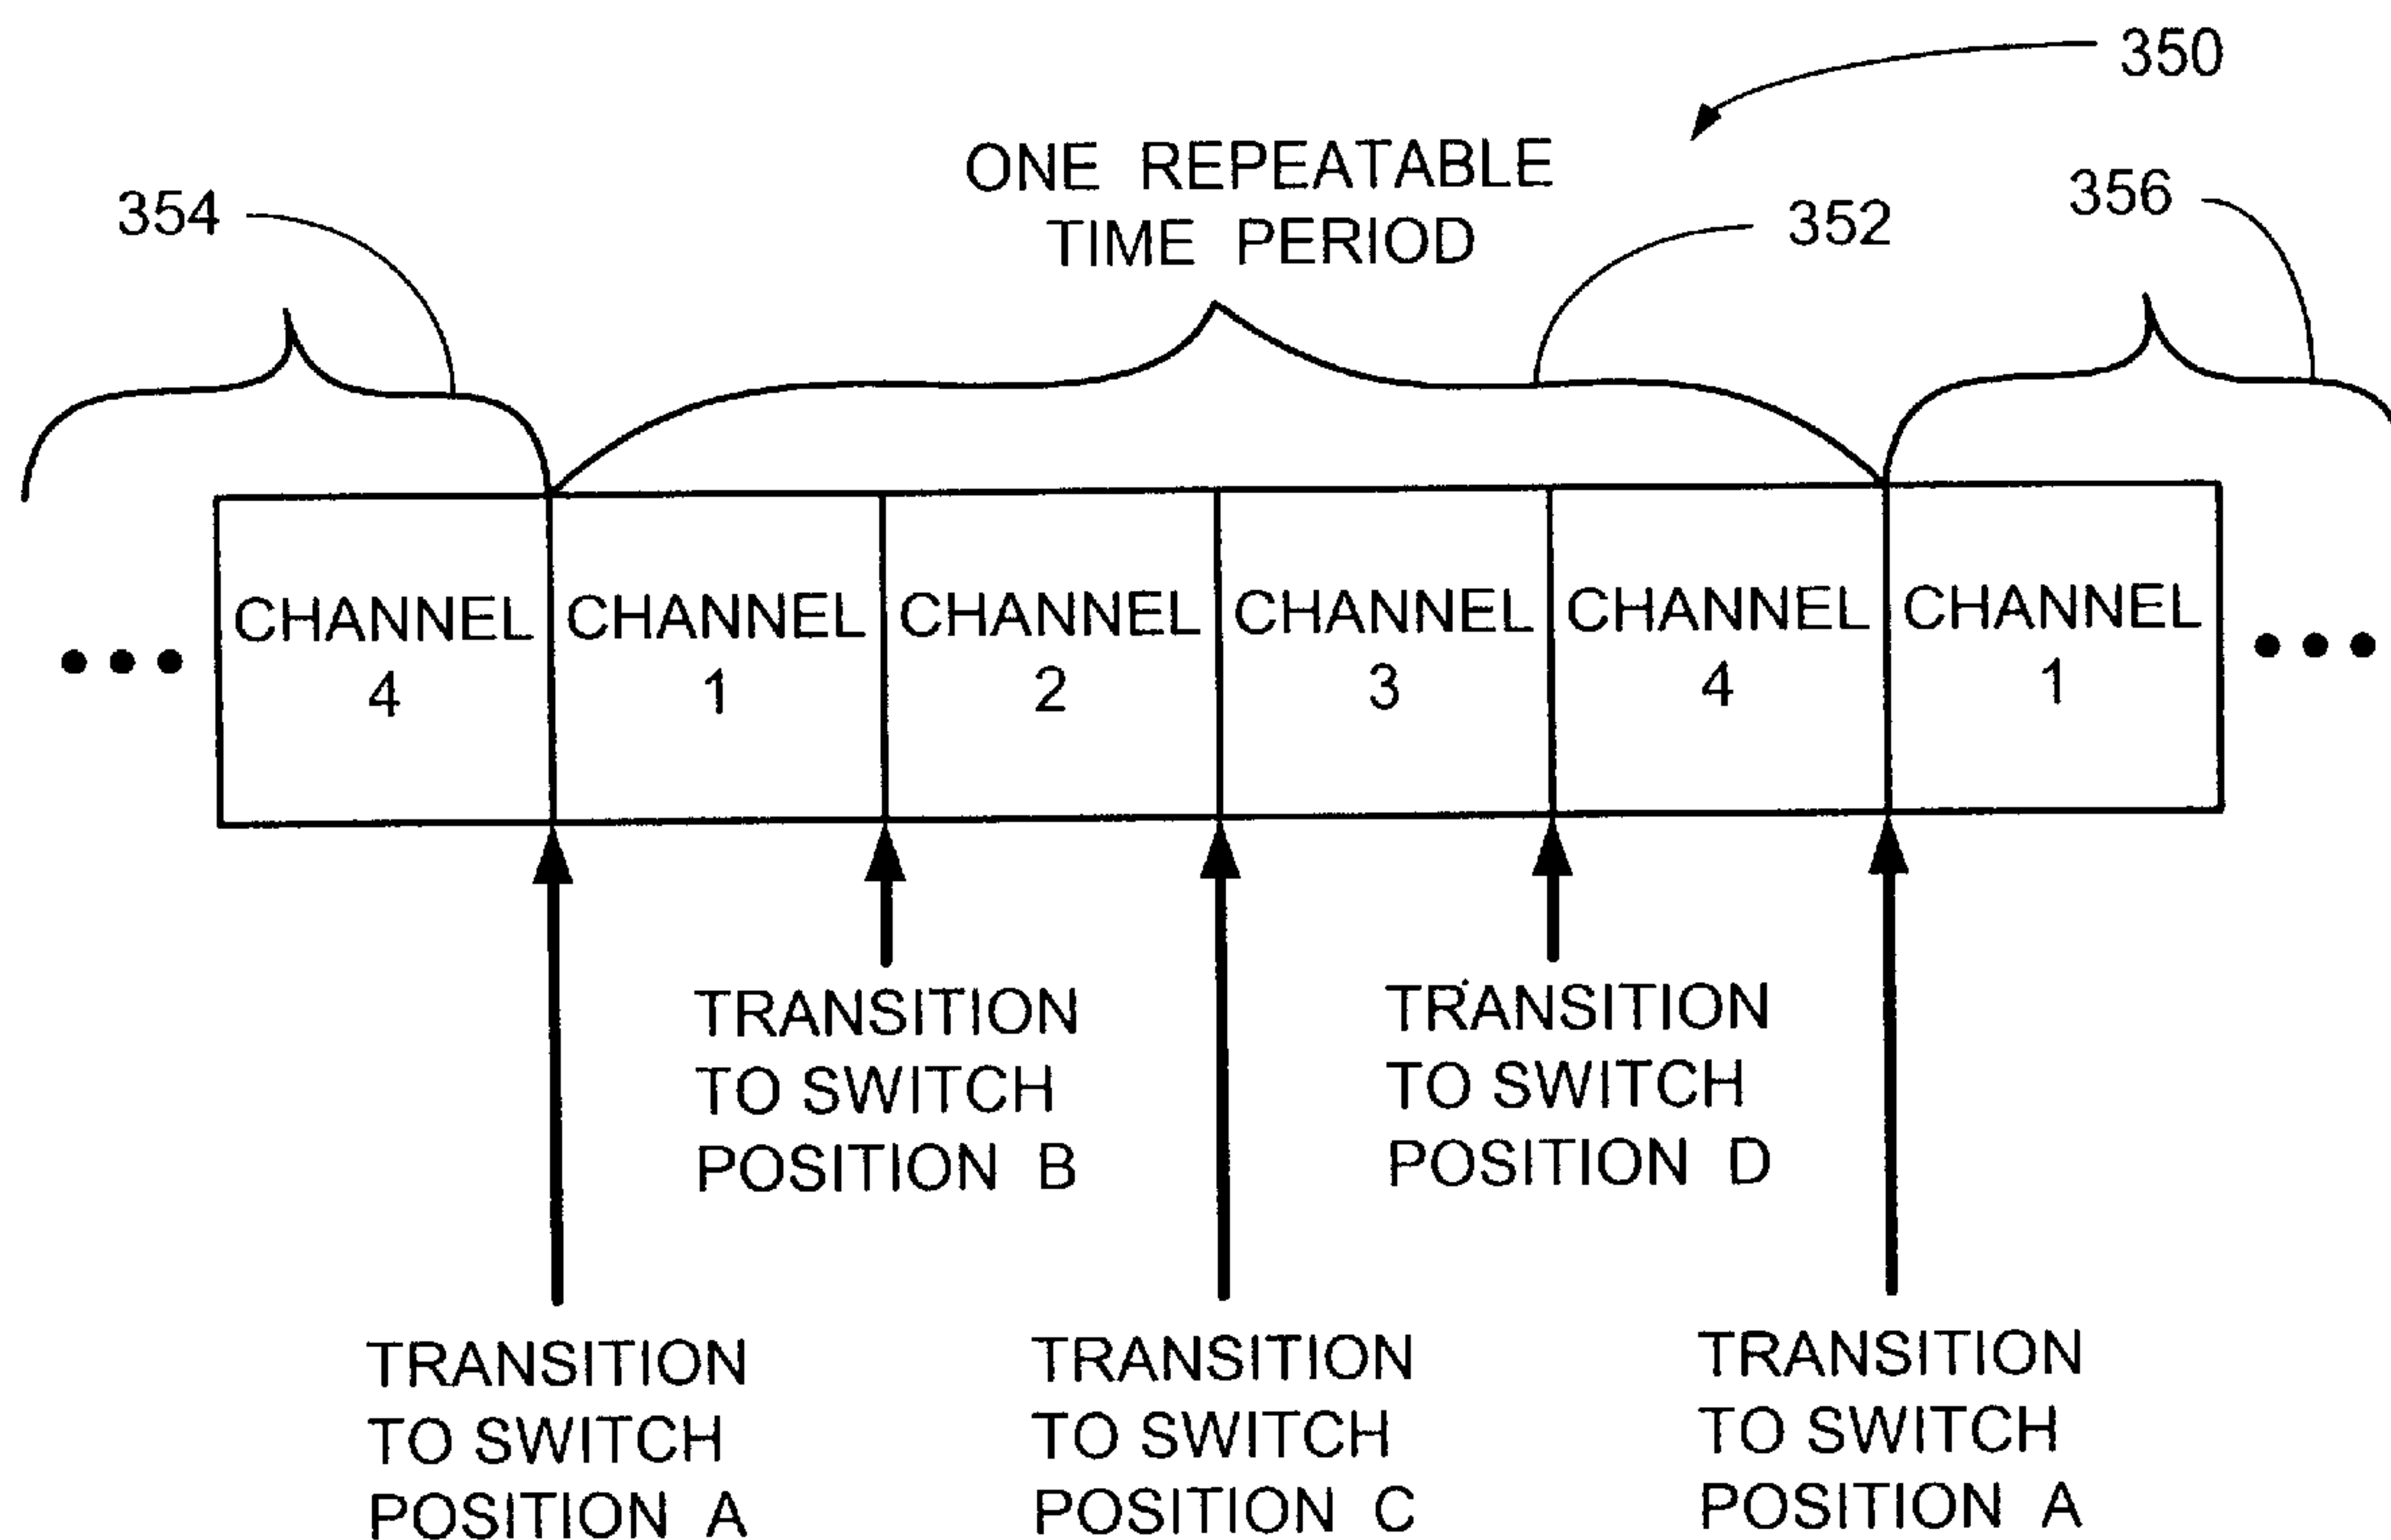 350
ONE REPEATABLE
TIME PERIOD
354
352
356
CHANNEL
4
CHANNEL
1
CHANNEL
2
CHANNEL
3
CHANNEL
4
CHANNEL
1
TRANSITION
TO SWITCH
POSITION B
TRANSITION
TO SWITCH
POSITION D
TRANSITION
TO SWITCH
POSITION A
TRANSITION
TO SWITCH
POSITION C
TRANSITION
TO SWITCH
POSITION A